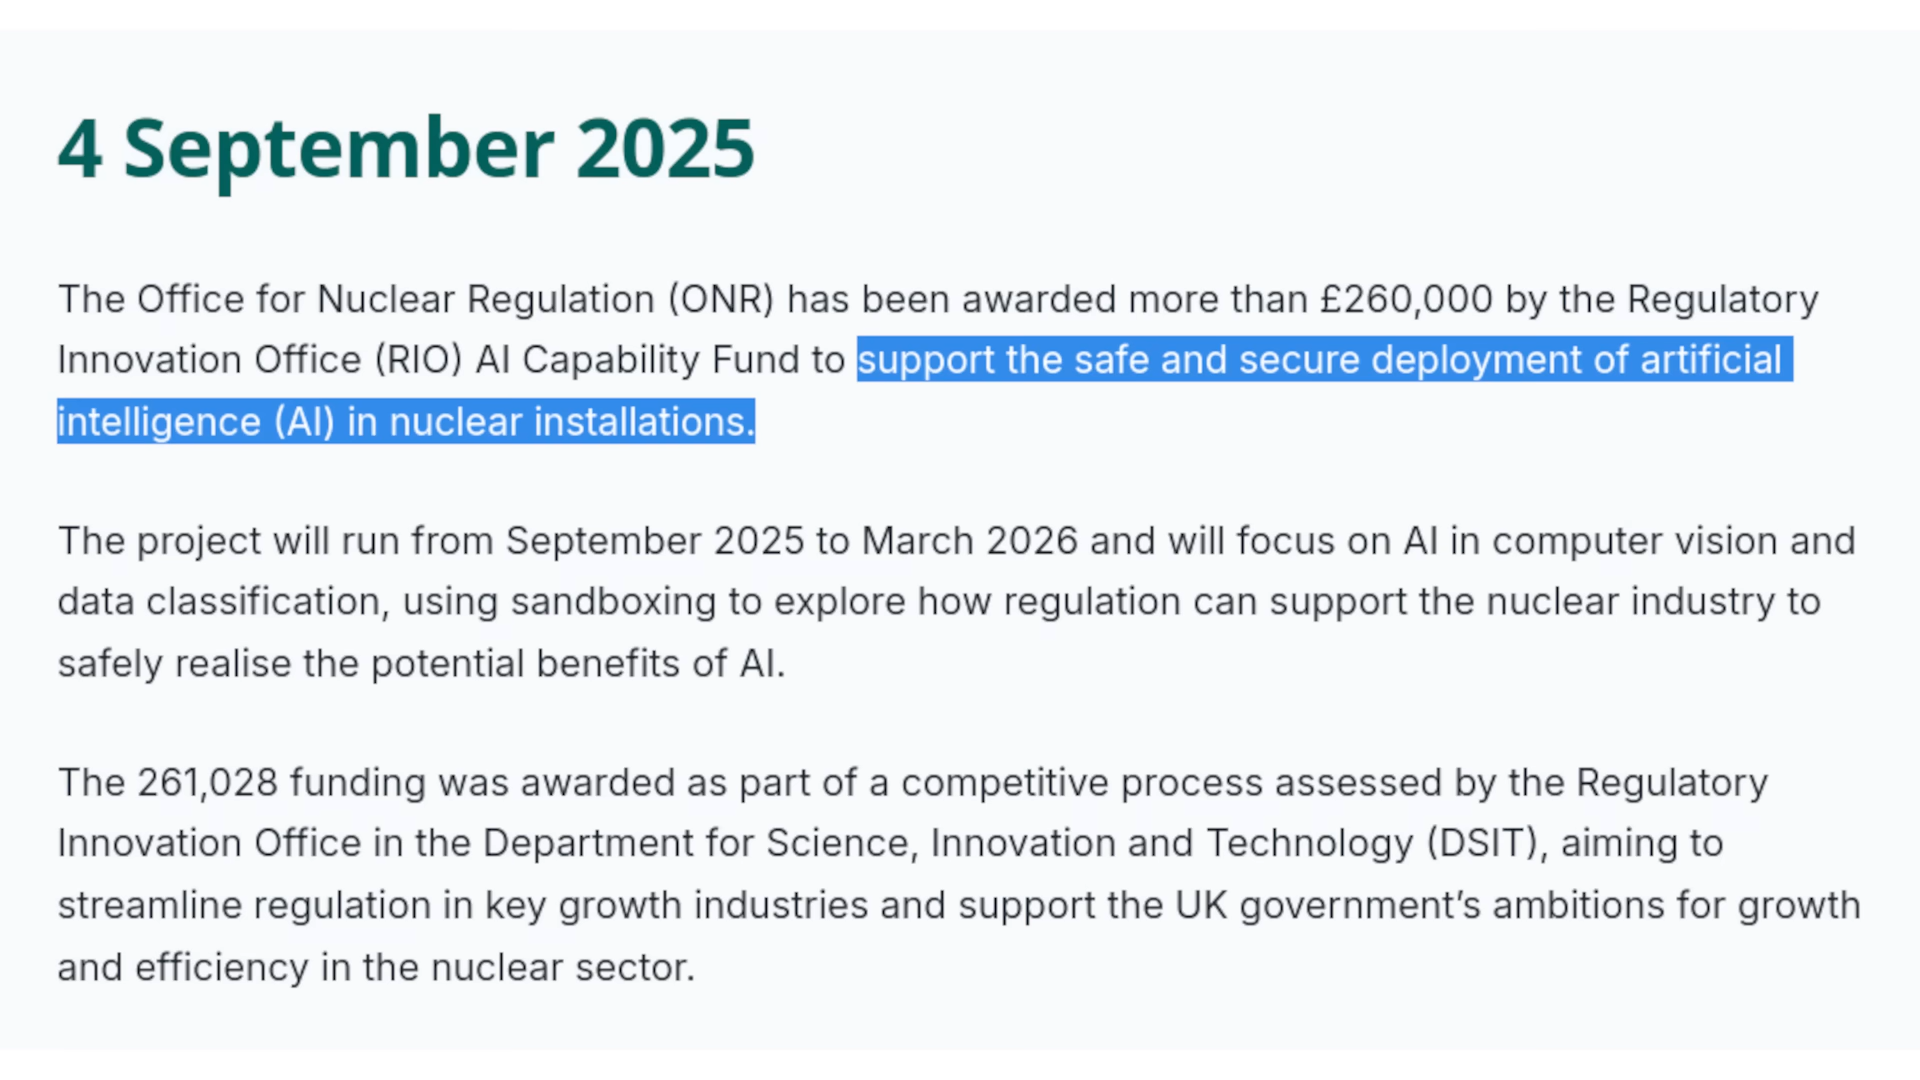 4 September 2025
The Office for Nuclear Regulation (ONR) has been awarded more than £260,000 by the Regulatory
Innovation Office (RIO) AI Capability Fund to support the safe and secure deployment of artificial
intelligence (AI) in nuclear installations.
The project will run from September 2025 to March 2026 and will focus on AI in computer vision and
data classification, using sandboxing to explore how regulation can support the nuclear industry to
safely realise the potential benefits of AI.
The 261,028 funding was awarded as part of a competitive process assessed by the Regulatory
Innovation Office in the Department for Science, Innovation and Technology (DSIT), aiming to
streamline regulation in key growth industries and support the UK government’s ambitions for growth
and efficiency in the nuclear sector.